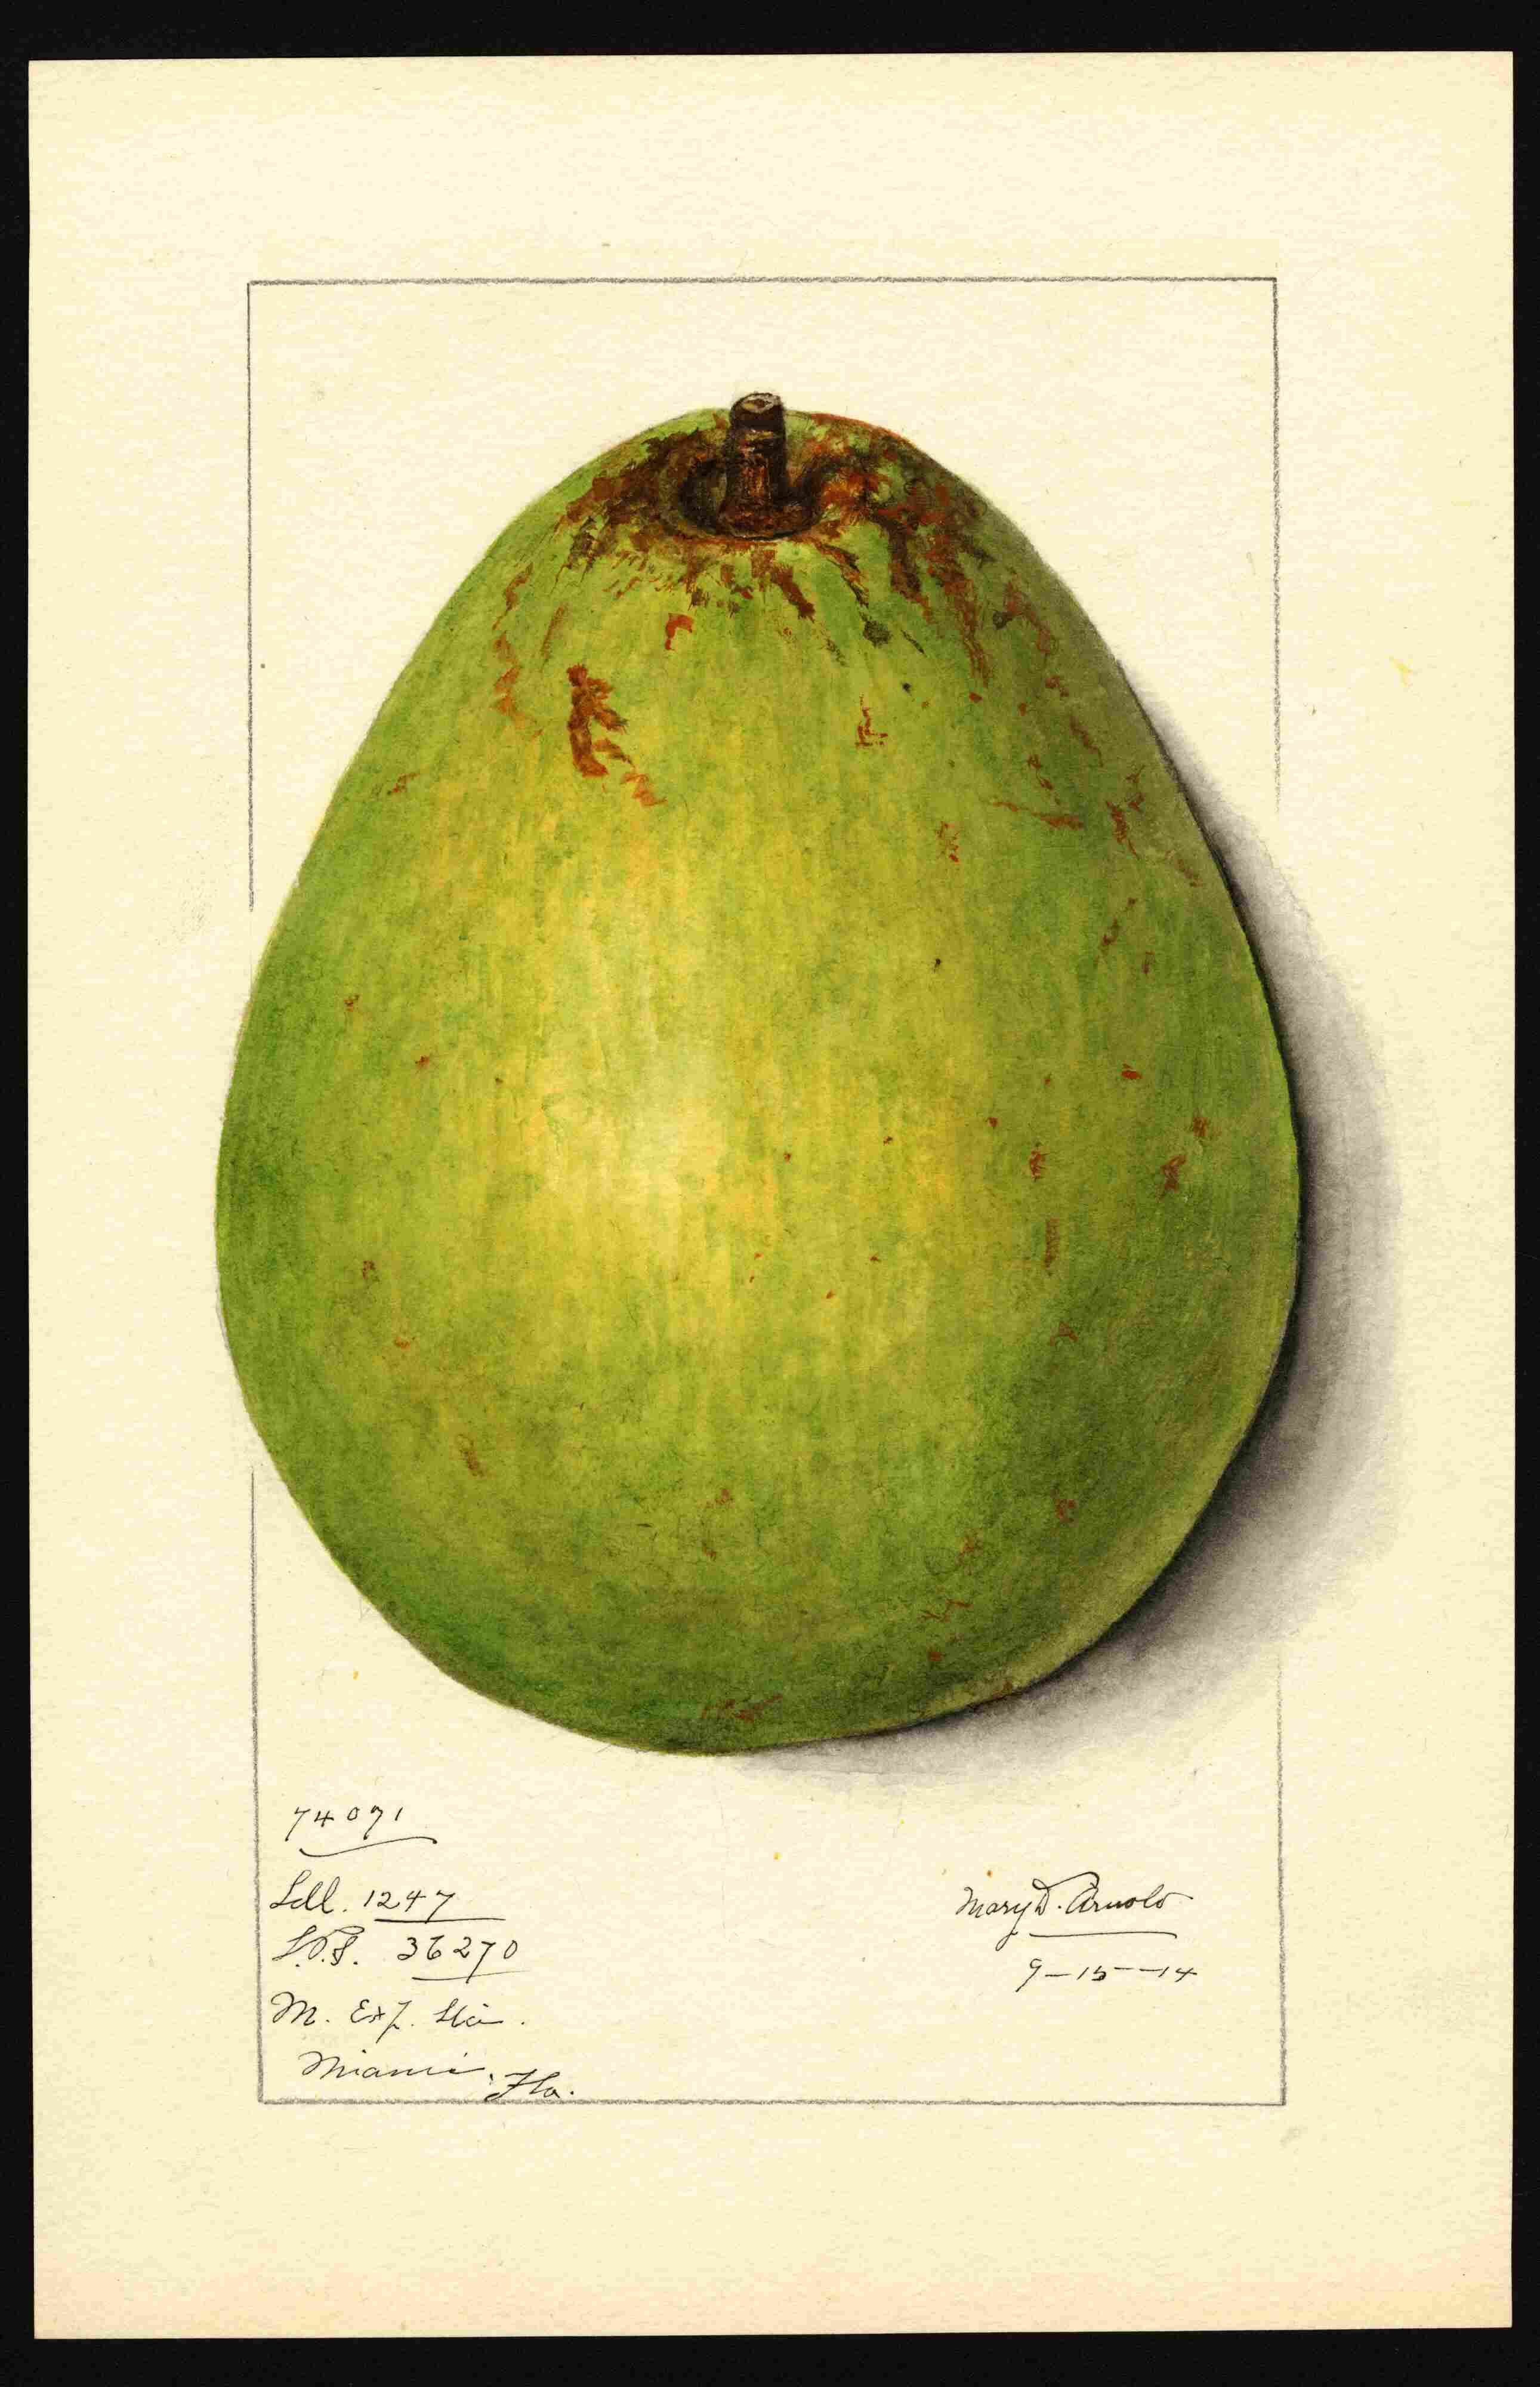 74071
Sdl. 1247
S.P.I. 36270
M. Exp. Sta.
Miami, Fla.
Mary D. Arnold
9-15-14